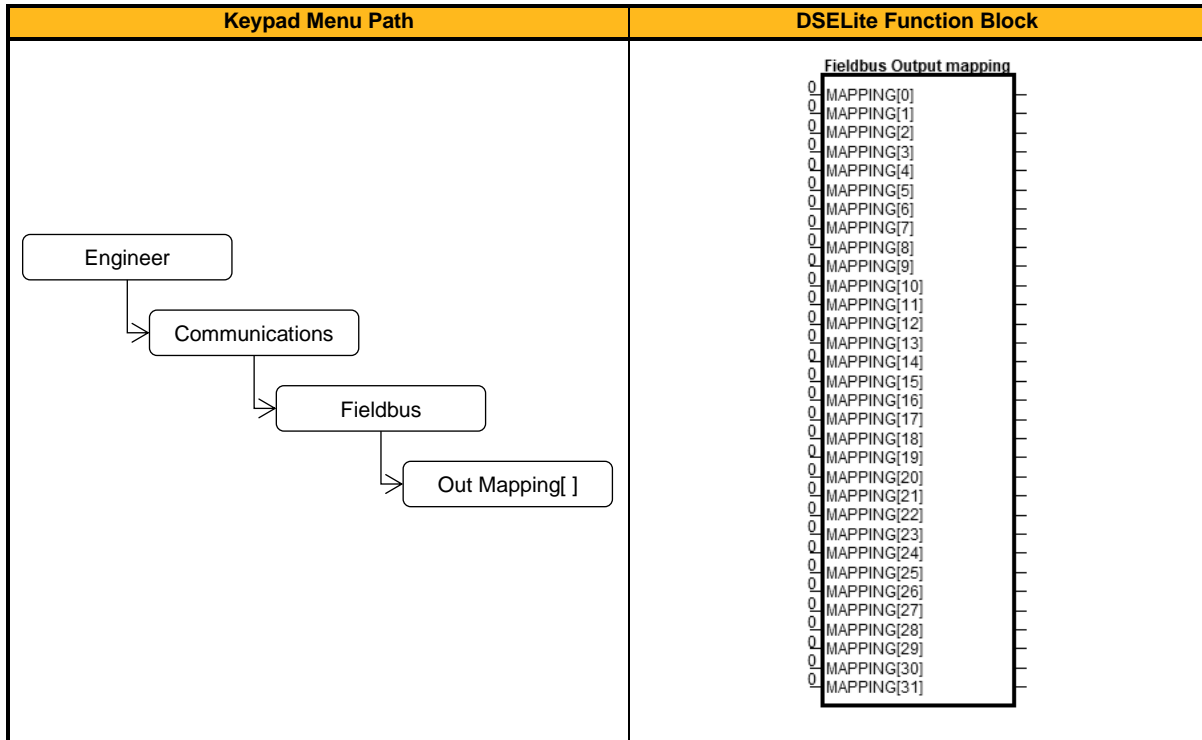 Keypad Menu Path
DSELite Function Block
Engineer
Communications
Fieldbus
Out Mapping[ ]
Fieldbus Output mapping
0 MAPPING[0]
0 MAPPING[1]
0 MAPPING[2]
0 MAPPING[3]
0 MAPPING[4]
0 MAPPING[5]
0 MAPPING[6]
0 MAPPING[7]
0 MAPPING[8]
0 MAPPING[9]
0 MAPPING[10]
0 MAPPING[11]
0 MAPPING[12]
0 MAPPING[13]
0 MAPPING[14]
0 MAPPING[15]
0 MAPPING[16]
0 MAPPING[17]
0 MAPPING[18]
0 MAPPING[19]
0 MAPPING[20]
0 MAPPING[21]
0 MAPPING[22]
0 MAPPING[23]
0 MAPPING[24]
0 MAPPING[25]
0 MAPPING[26]
0 MAPPING[27]
0 MAPPING[28]
0 MAPPING[29]
0 MAPPING[30]
0 MAPPING[31]